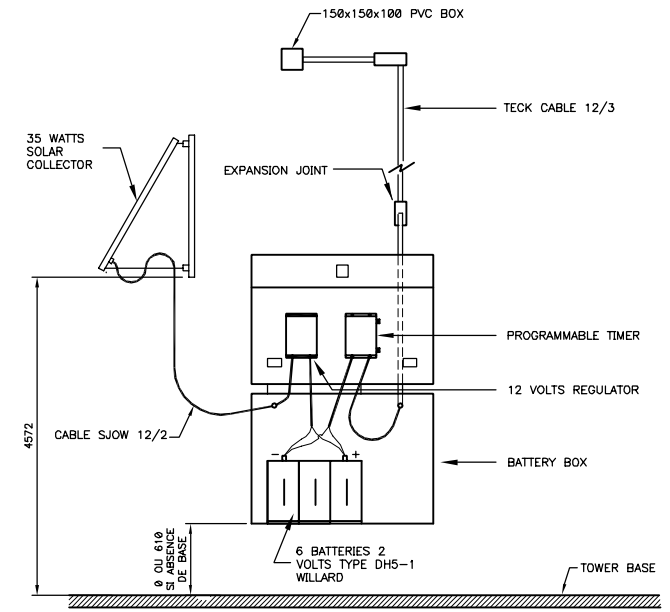 150x150x100 PVC BOX
TECK CABLE 12/3
35 WATTS
SOLAR
COLLECTOR
EXPANSION JOINT
PROGRAMMABLE TIMER
12 VOLTS REGULATOR
CABLE SJOW 12/2
4572
- +
BATTERY BOX
0 OU 610
SI ABSENCE
DE BASE
6 BATTERIES 2
VOLTS TYPE DH5-1
WILLARD
TOWER BASE